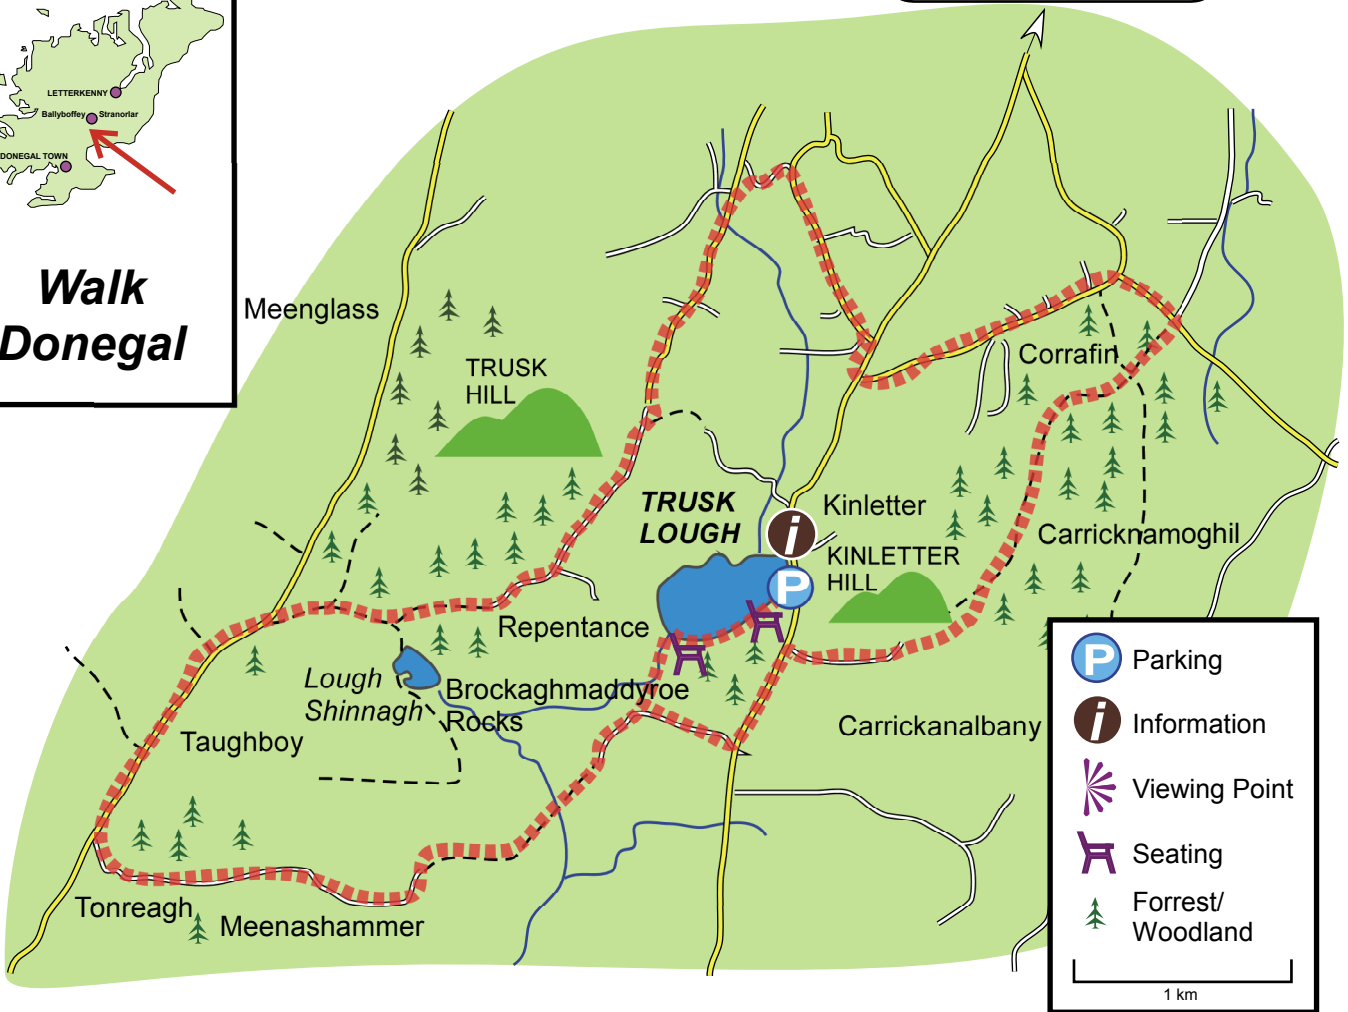 LETTERKENNY
Ballyboffey Stranorlar
DONEGAL TOWN
Walk
Donegal
Meenglass
TRUSK
HILL
Corrafin
TRUSK
LOUGH
Kinletter
i
KINLETTER
HILL
P
Carricknamoghil
Repentance
Lough
Shinnagh
Brockaghmaddyroe
Rocks
Taughboy
Carrickanalbany
Tonreagh
Meenashammer
P Parking
i Information
Viewing Point
Seating
Forrest/
Woodland
1 km